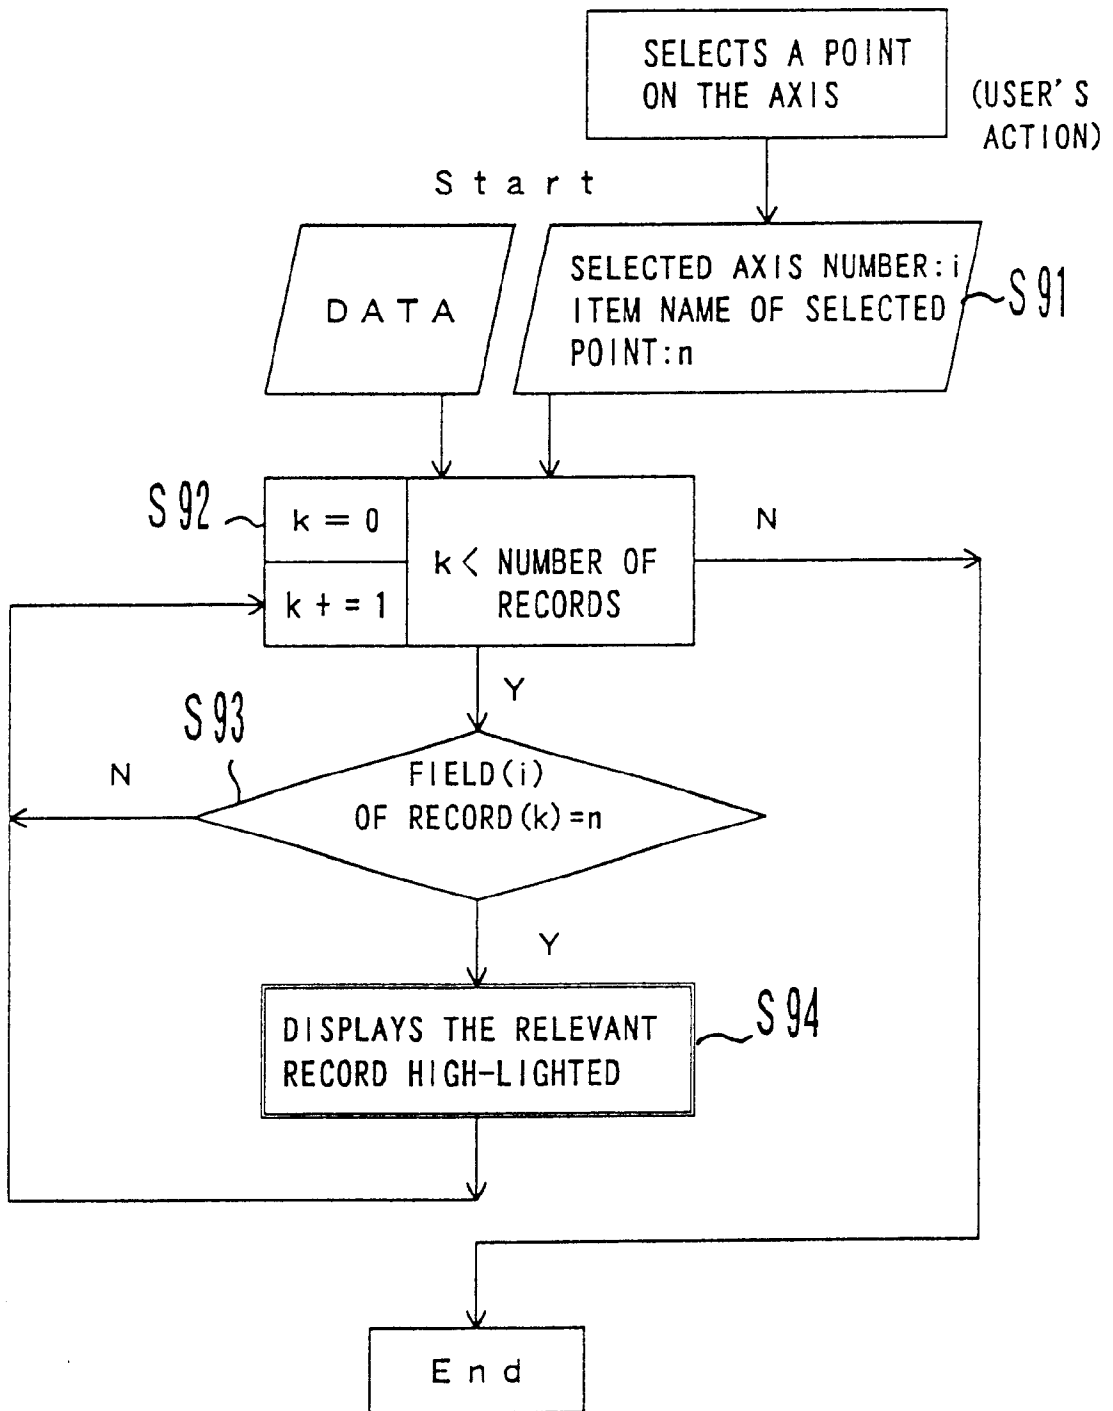 SELECTS A POINT
ON THE AXIS
(USER'S
ACTION)
Start
DATA
SELECTED AXIS NUMBER:i
ITEM NAME OF SELECTED
POINT:n
S91
S92
k=0
k+=1
k< NUMBER OF
RECORDS
N
Y
S93
N
FIELD(i)
OF RECORD(k)=n
Y
DISPLAYS THE RELEVANT
RECORD HIGH-LIGHTED
S94
End